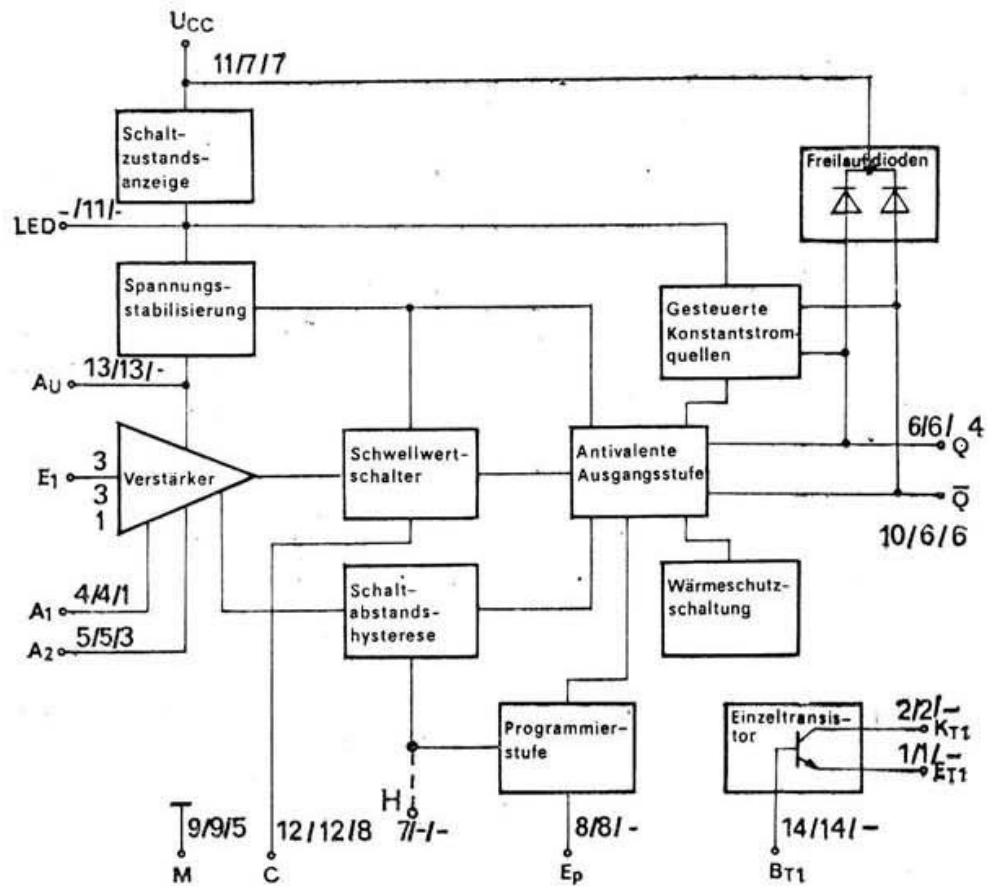 UCC
11/7/7
Schalt-
zustands-
anzeige
Freilaufdioden
LED
-/11/-
Spannungs-
stabilisierung
Gesteuerte
Konstantstrom-
quellen
AU
13/13/-
6/6/ 4
Q
E1
3
3
1
Verstärker
Schwellwert-
schalter
Antivalente
Ausgangsstufe
Q̅
10/6/6
A1
4/4/1
A2
5/5/3
Schalt-
abstands-
hysterese
Wärmeschutz-
schaltung
Programmier-
stufe
Einzeltransis-
tor
2/2/-
KT1
1/1/-
ET1
H
7/-/-
9/9/5
M
12/12/8
C
8/8/-
Ep
14/14/-
BT1